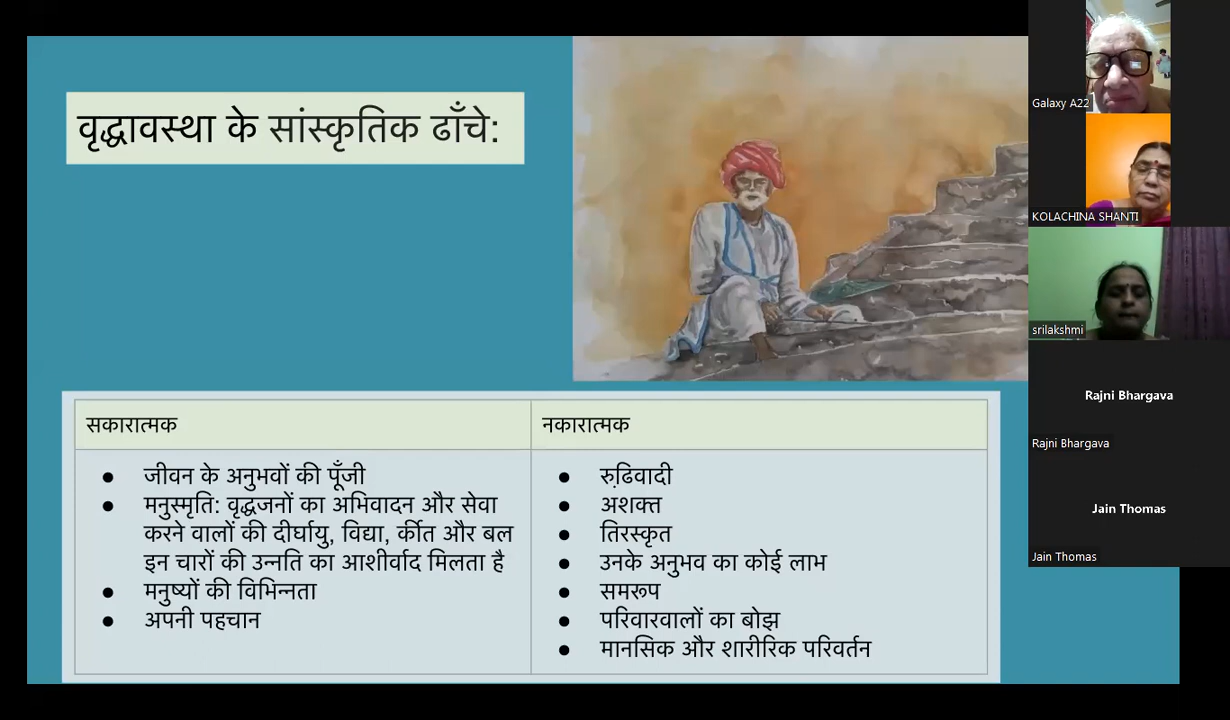 वृद्धावस्था के सांस्कृतिक ढाँचे:
सकारात्मक
जीवन के अनुभवों की पूँजी
मनुस्मृति: वृद्धजनों का अभिवादन और सेवा
करने वालों की दीर्घायु, विद्या, र्कीत और बल
इन चारों की उन्नति का आशीर्वाद मिलता है
मनुष्यों की विभिन्नता
अपनी पहचान
नकारात्मक
रुढि़वादी
अशक्त
तिरस्कृत
उनके अनुभव का कोई लाभ
समरूप
परिवारवालों का बोझ
मानसिक और शारीरिक परिवर्तन
Galaxy A22
KOLACHINA SHANTI
srilakshmi
Rajni Bhargava
Rajni Bhargava
Jain Thomas
Jain Thomas